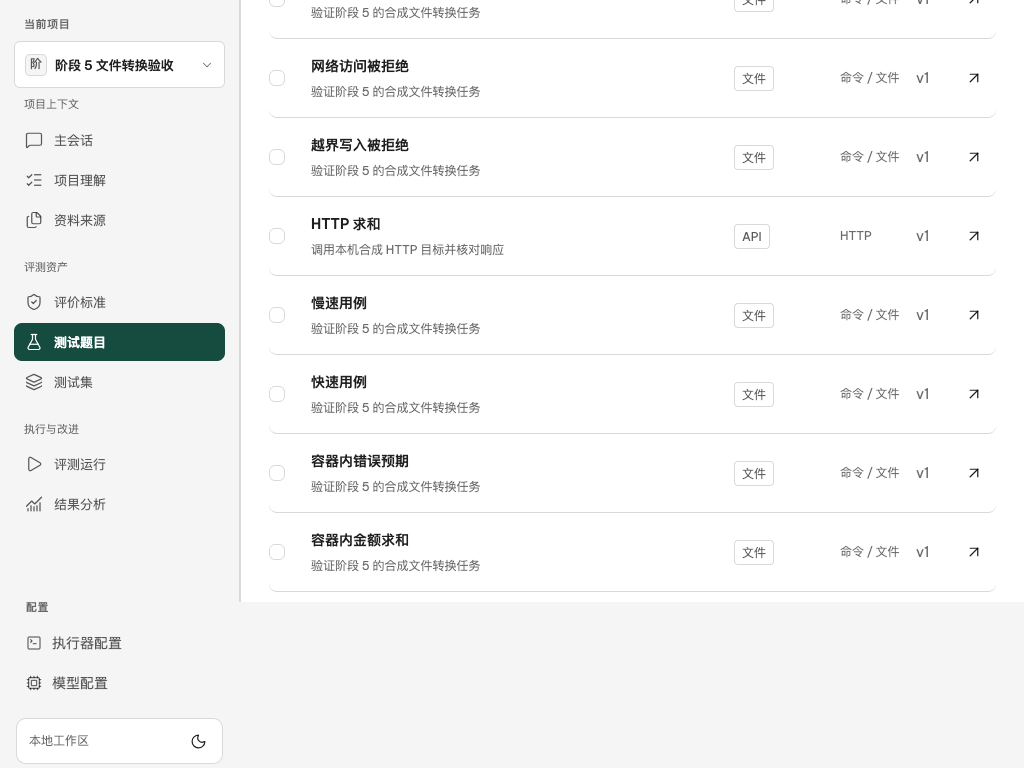 当前项目
阶 阶段 5 文件转换验收
项目上下文
主会话
项目理解
资料来源
评测资产
评价标准
测试题目
测试集
执行与改进
评测运行
结果分析
配置
执行器配置
模型配置
本地工作区
验证阶段 5 的合成文件转换任务 文件 命令 / 文件 v1
网络访问被拒绝
验证阶段 5 的合成文件转换任务 文件 命令 / 文件 v1
越界写入被拒绝
验证阶段 5 的合成文件转换任务 文件 命令 / 文件 v1
HTTP 求和
调用本机合成 HTTP 目标并核对响应 API HTTP v1
慢速用例
验证阶段 5 的合成文件转换任务 文件 命令 / 文件 v1
快速用例
验证阶段 5 的合成文件转换任务 文件 命令 / 文件 v1
容器内错误预期
验证阶段 5 的合成文件转换任务 文件 命令 / 文件 v1
容器内金额求和
验证阶段 5 的合成文件转换任务 文件 命令 / 文件 v1